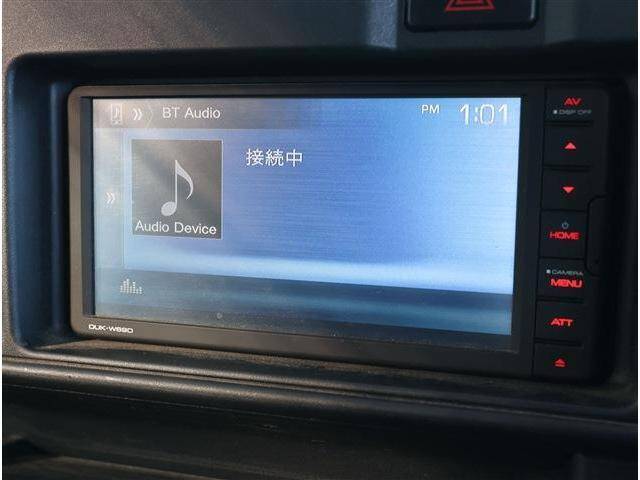 BT Audio
PM 1:01
接続中
Audio Device
DUK-W690
AV
DISP OFF
HOME
CAMERA
MENU
ATT